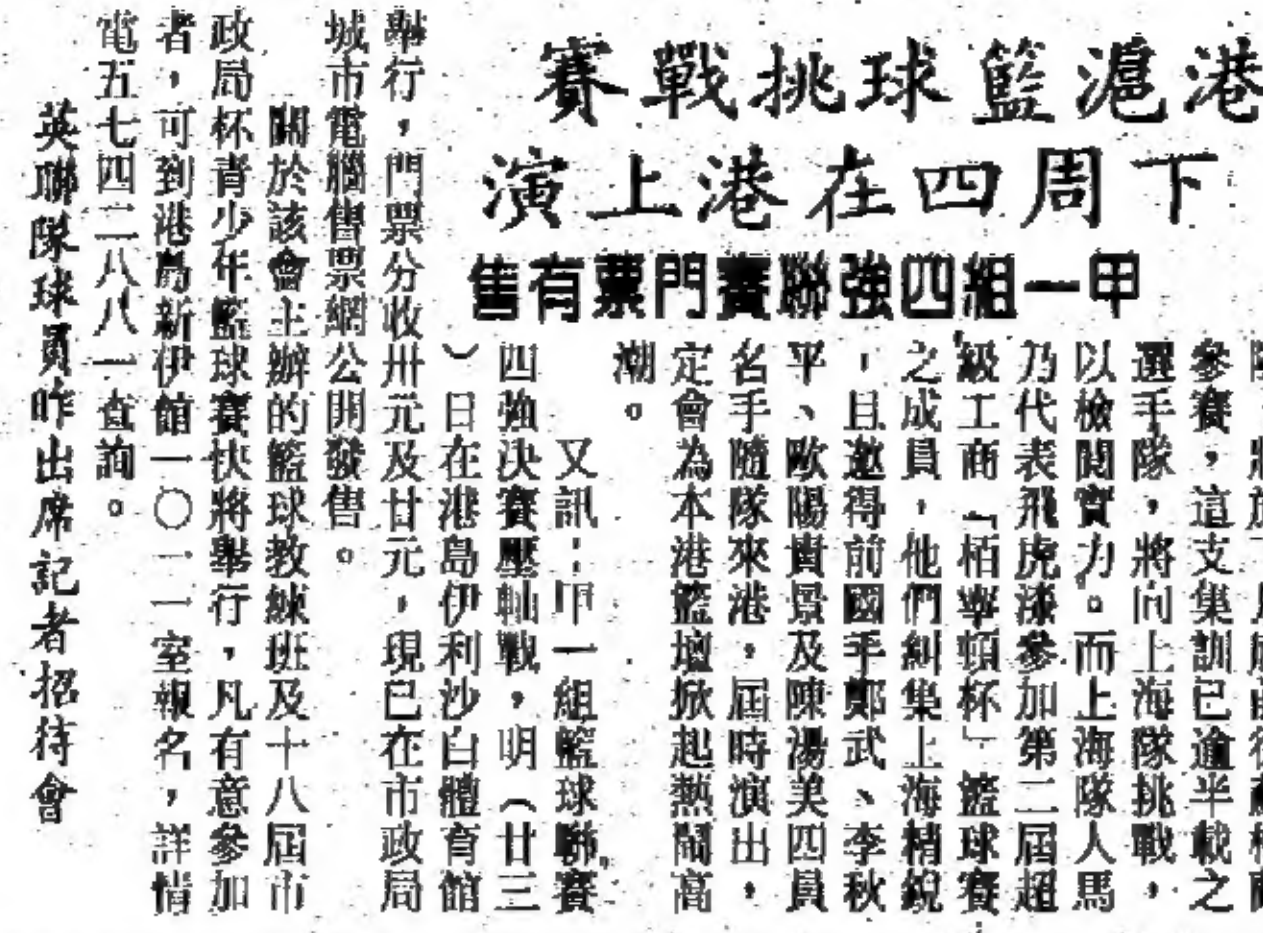 港滬籃球挑戰賽
下周四在港上演
甲一組四強聯賽門票有售
參賽，這支集訓已逾半載之
選手隊，將向上海隊挑戰，
以檢閱實力。而上海隊人馬
乃代表飛虎漆參加第二屆超
級工商「栢寧頓杯」籃球賽
之成員，他們糾集上海精銳
，且邀得前國手鄭武、李秋
平、歐陽貴景及陳湯美四員
名手隨隊來港，屆時演出，
定會為本港籃壇掀起熱鬧高
潮。
又訊：甲一組籃球聯賽
四強決賽壓軸戰，明（廿三
）日在港島伊利沙白體育館
舉行，門票分收卅元及廿元，現已在市政局
城市電腦售票網公開發售。
關於該會主辦的籃球教練班及十八屆市
政局杯青少年籃球賽快將舉行，凡有意參加
者，可到港島新伊館一〇一一室報名，詳情
電五七四二八八一查詢。
英聯隊球員昨出席記者招待會